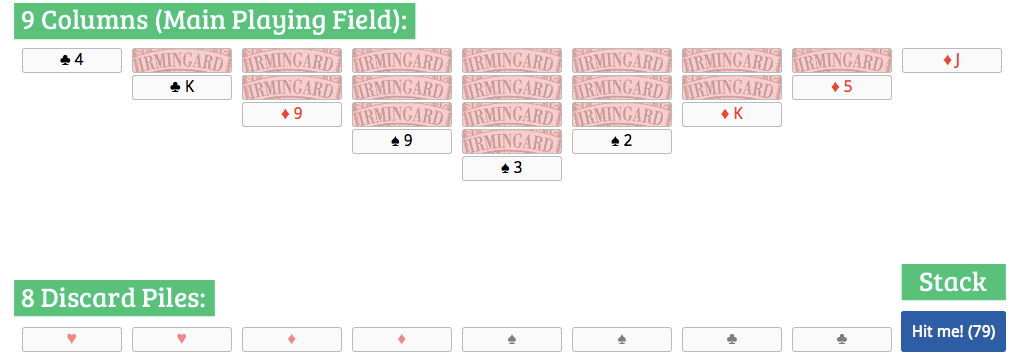 9 Columns (Main Playing Field):
♣ 4 IRMINGARD IRMINGARD IRMINGARD IRMINGARD IRMINGARD IRMINGARD IRMINGARD ♦ J
♣ K IRMINGARD IRMINGARD IRMINGARD IRMINGARD IRMINGARD ♦ 5
♦ 9 IRMINGARD IRMINGARD IRMINGARD ♦ K
♠ 9 IRMINGARD ♠ 2
♠ 3
Stack
8 Discard Piles:
Hit me! (79)
♥ ♥ ♦ ♦ ♠ ♠ ♣ ♣